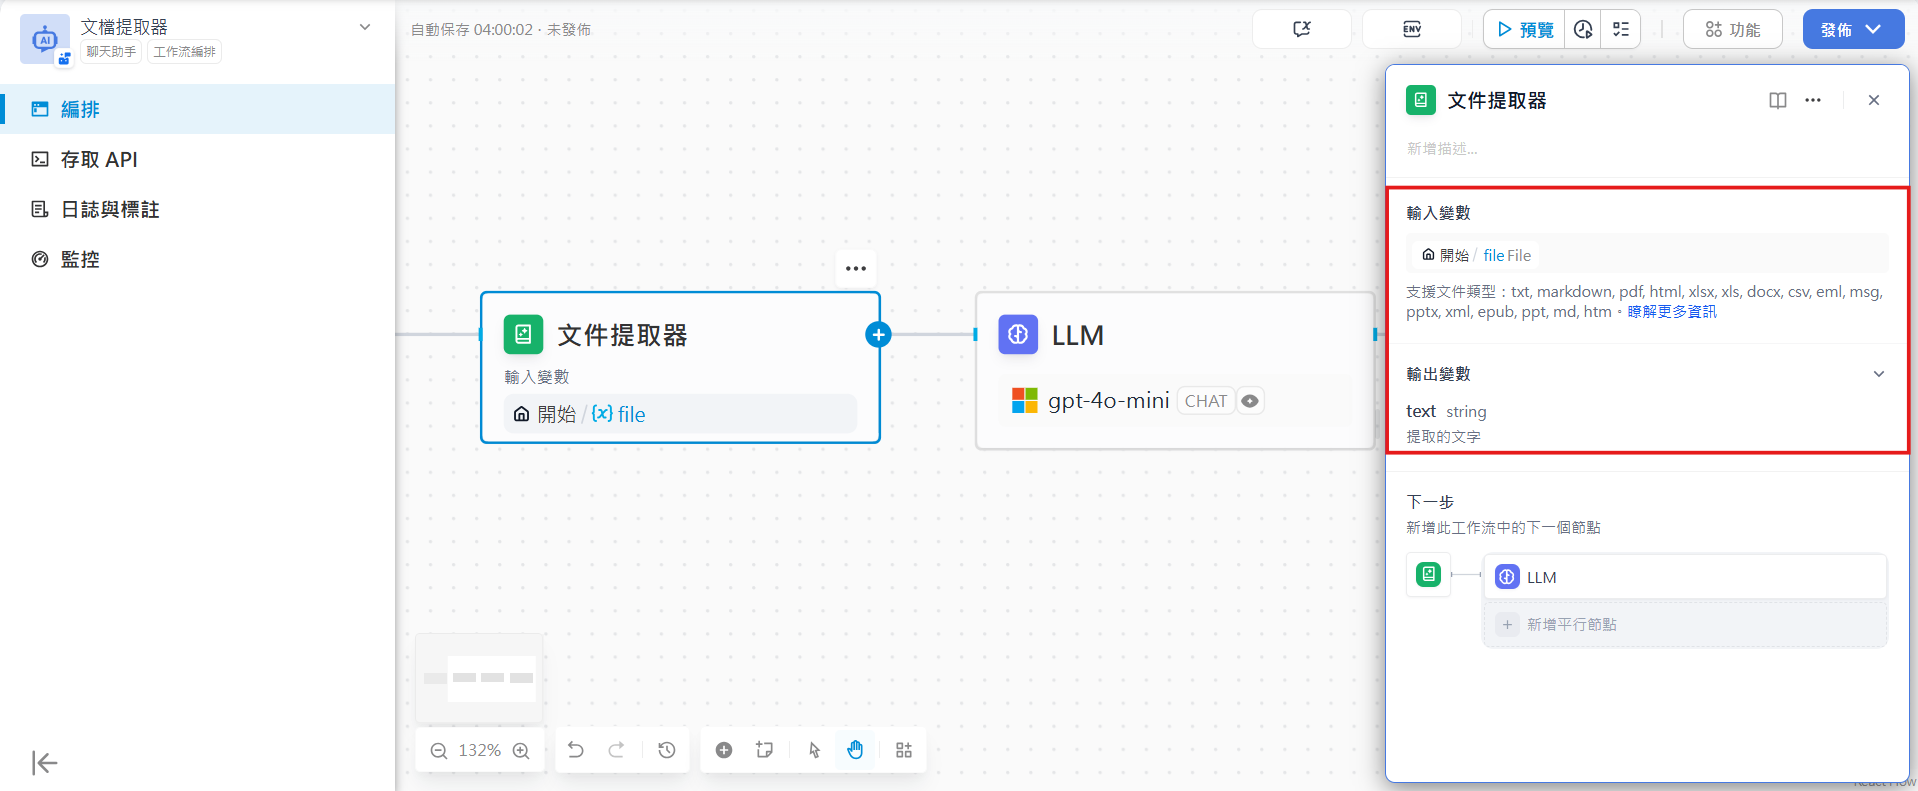 文檔提取器
聊天助手 工作流編排
編排
存取 API
日誌與標註
監控
自動保存 04:00:02 · 未發佈
ENV
預覽
功能
發佈
文件提取器
輸入變數
開始 / {x} file
LLM
gpt-4o-mini CHAT
132%
文件提取器
新增描述...
輸入變數
開始 / file File
支援文件類型：txt, markdown, pdf, html, xlsx, xls, docx, csv, eml, msg,
pptx, xml, epub, ppt, md, htm。瞭解更多資訊
輸出變數
text string
提取的文字
下一步
新增此工作流中的下一個節點
LLM
+ 新增平行節點
React Flow